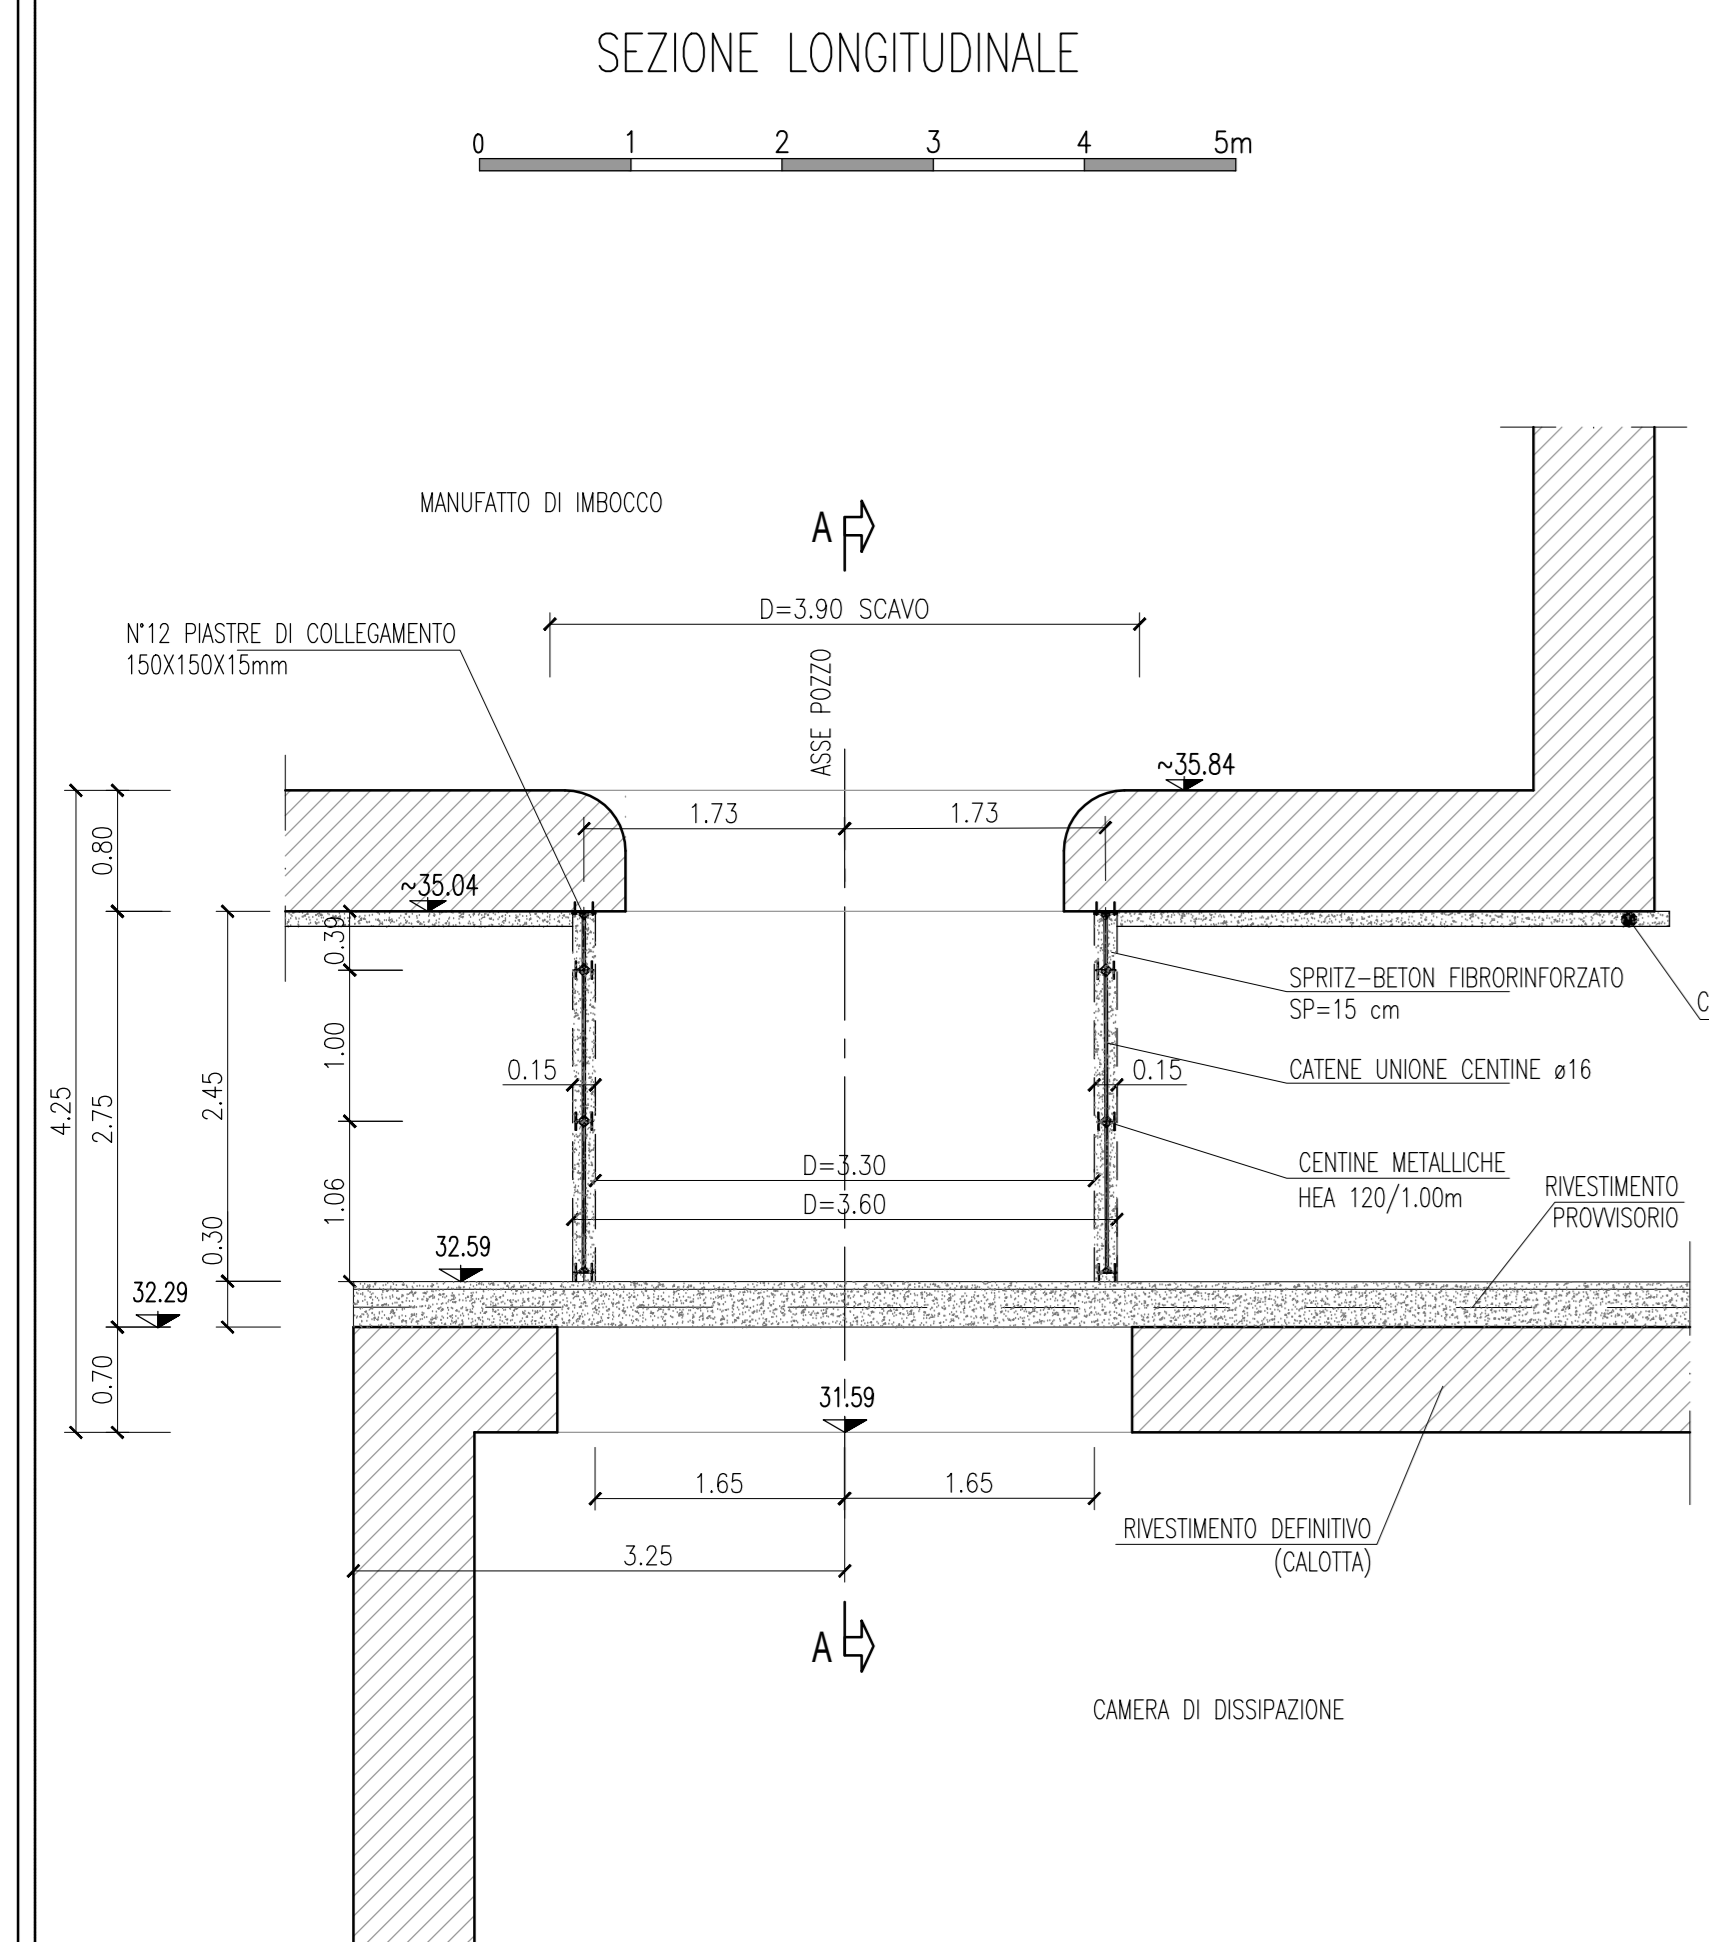 SEZIONE LONGITUDINALE
0 1 2 3 4 5m
MANUFATTO DI IMBOCCO
A
D=3.90 SCAVO
N°12 PIASTRE DI COLLEGAMENTO
150X150X15mm
ASSE POZZO
~35.84
1.73 1.73
0.80
~35.04
0.39
SPRITZ-BETON FIBRORINFORZATO
SP=15 cm
C
1.00
0.15 0.15
CATENE UNIONE CENTINE ø16
4.25
2.75
2.45
D=3.30
CENTINE METALLICHE
HEA 120/1.00m
D=3.60
1.06
RIVESTIMENTO
PROVVISORIO
0.30
32.59
32.29
0.70
31.59
1.65 1.65
RIVESTIMENTO DEFINITIVO
(CALOTTA)
3.25
A
CAMERA DI DISSIPAZIONE